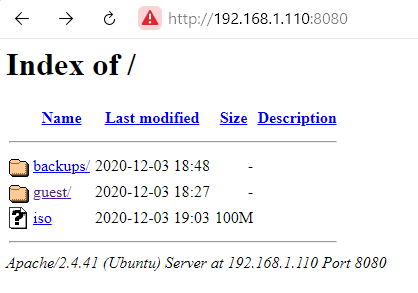 http://192.168.1.110:8080
Index of /
Name Last modified Size Description
backups/ 2020-12-03 18:48 -
guest/ 2020-12-03 18:27 -
iso 2020-12-03 19:03 100M
Apache/2.4.41 (Ubuntu) Server at 192.168.1.110 Port 8080